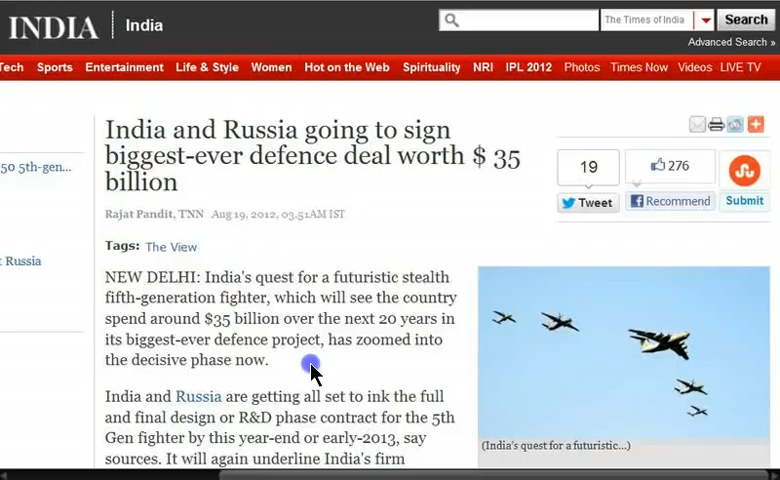 INDIA India
The Times of India Search
Advanced Search »
Tech Sports Entertainment Life & Style Women Hot on the Web Spirituality NRI IPL 2012 Photos Times Now Videos LIVE TV
India and Russia going to sign
biggest-ever defence deal worth $ 35
billion
Rajat Pandit, TNN Aug 19, 2012, 03.51AM IST
Tags: The View
50 5th-gen...
t Russia
19
276
Tweet
Recommend
Submit
NEW DELHI: India's quest for a futuristic stealth
fifth-generation fighter, which will see the country
spend around $35 billion over the next 20 years in
its biggest-ever defence project, has zoomed into
the decisive phase now.
India and Russia are getting all set to ink the full
and final design or R&D phase contract for the 5th
Gen fighter by this year-end or early-2013, say
sources. It will again underline India's firm
(India's quest for a futuristic...)